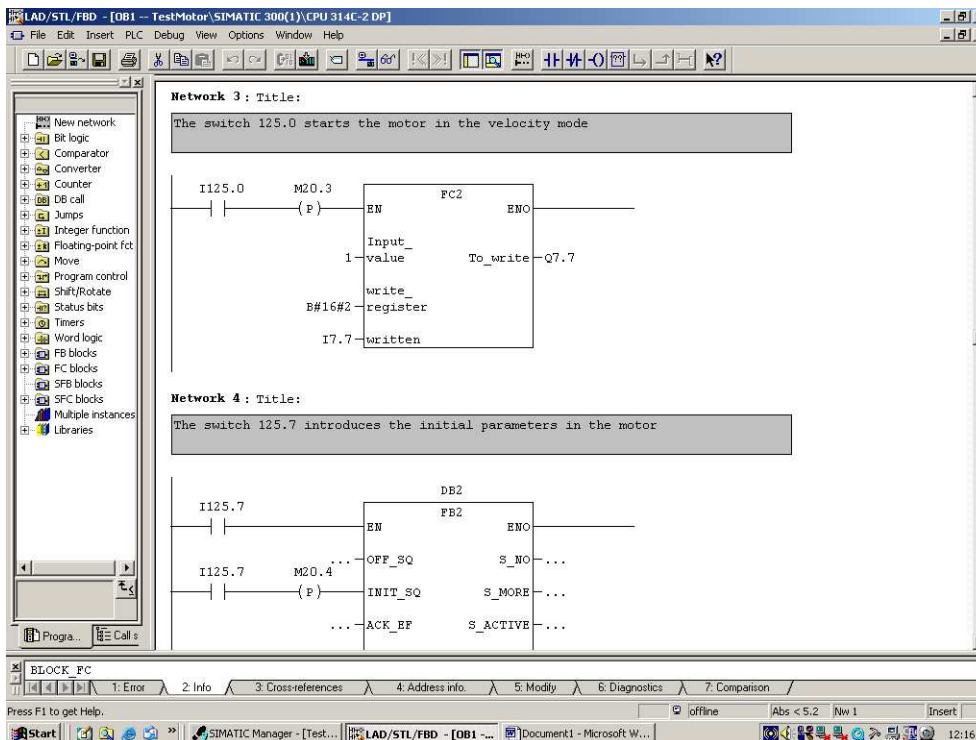 LAD/STL/FBD - [OB1 -- TestMotor\SIMATIC 300(1)\CPU 314C-2 DP]
File Edit Insert PLC Debug View Options Window Help
New network
Bit logic
Comparator
Converter
Counter
DB call
Jumps
Integer function
Floating-point fct
Move
Program control
Shift/Rotate
Status bits
Timers
Word logic
FB blocks
FC blocks
SFB blocks
SFC blocks
Multiple instances
Libraries
Progra... Call s
Network 3 : Title:
The switch 125.0 starts the motor in the velocity mode
I125.0 M20.3 FC2
(P) EN ENO
Input_
1 value To_write Q7.7
write_
B#16#2 register
I7.7 written
Network 4 : Title:
The switch 125.7 introduces the initial parameters in the motor
DB2
I125.7 FB2
EN ENO
... OFF_SQ S_NO ...
I125.7 M20.4
(P) INIT_SQ S_MORE ...
... ACK_EF S_ACTIVE ...
BLOCK_FC
1: Error 2: Info 3: Cross-references 4: Address info. 5: Modify 6: Diagnostics 7: Comparison
Press F1 to get Help. offline Abs < 5.2 Nw 1 Insert
Start » SIMATIC Manager - [Test... LAD/STL/FBD - [OB1 -... Document1 - Microsoft W... 12:16